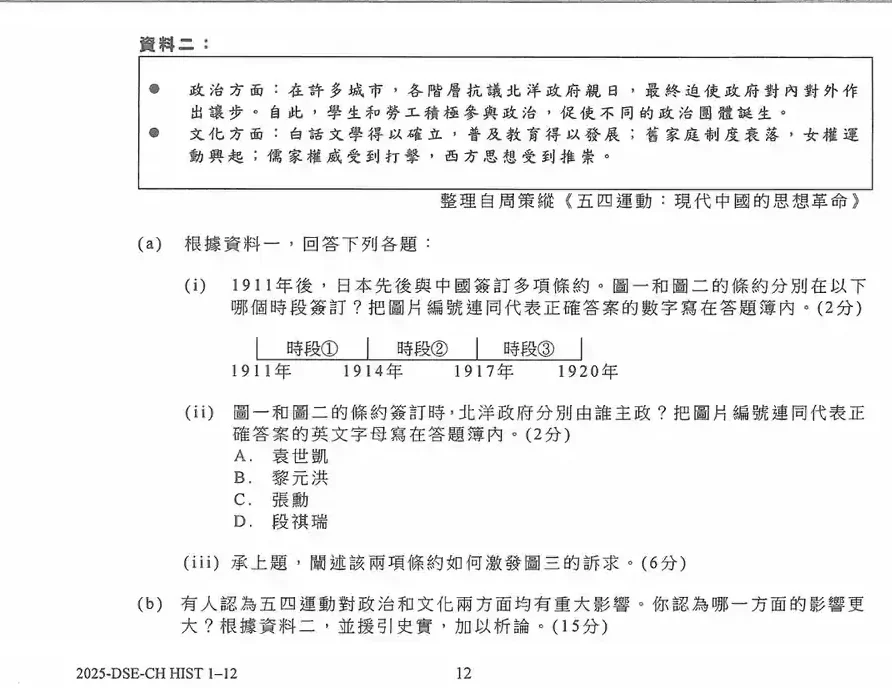 資料二：
● 政治方面：在許多城市，各階層抗議北洋政府親日，最終迫使政府對內對外作
出讓步。自此，學生和勞工積極參與政治，促使不同的政治團體誕生。
● 文化方面：白話文學得以確立，普及教育得以發展；舊家庭制度衰落，女權運
動興起；儒家權威受到打擊，西方思想受到推崇。
整理自周策縱《五四運動：現代中國的思想革命》
(a) 根據資料一，回答下列各題：
(i) 1911年後，日本先後與中國簽訂多項條約。圖一和圖二的條約分別在以下
哪個時段簽訂？把圖片編號連同代表正確答案的數字寫在答題簿內。(2分)
時段① 時段② 時段③
1911年 1914年 1917年 1920年
(ii) 圖一和圖二的條約簽訂時，北洋政府分別由誰主政？把圖片編號連同代表正
確答案的英文字母寫在答題簿內。(2分)
A. 袁世凱
B. 黎元洪
C. 張勳
D. 段祺瑞
(iii) 承上題，闡述該兩項條約如何激發圖三的訴求。(6分)
(b) 有人認為五四運動對政治和文化兩方面均有重大影響。你認為哪一方面的影響更
大？根據資料二，並援引史實，加以析論。(15分)
2025-DSE-CH HIST 1–12 12